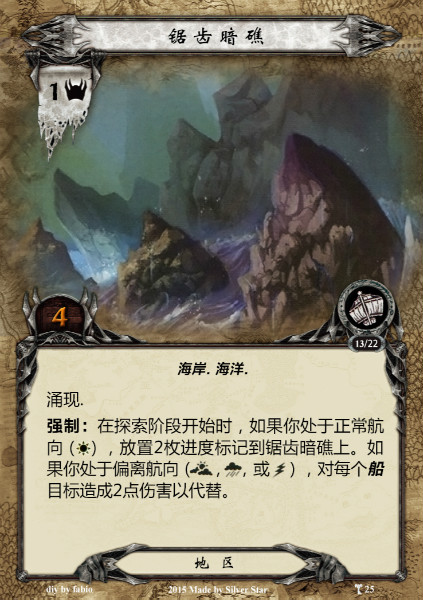 锯齿暗礁
1
4
13/22
海岸. 海洋.
涌现.
强制：在探索阶段开始时，如果你处于正常航
向（☀），放置2枚进度标记到锯齿暗礁上。如
果你处于偏离航向（, , 或）, 对每个船
目标造成2点伤害以代替。
地区
diy by fabio
2015 Made by Silver Star
25